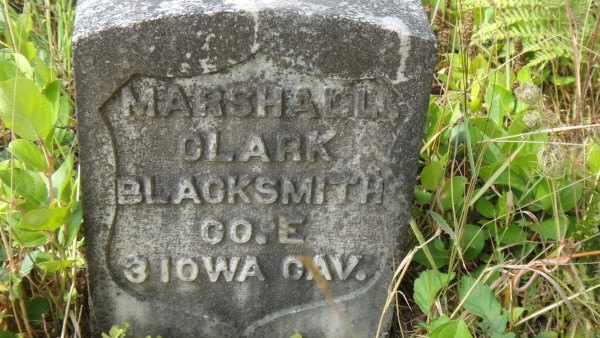 MARSHALL
CLARK
BLACKSMITH
CO. E
3 IOWA CAV.